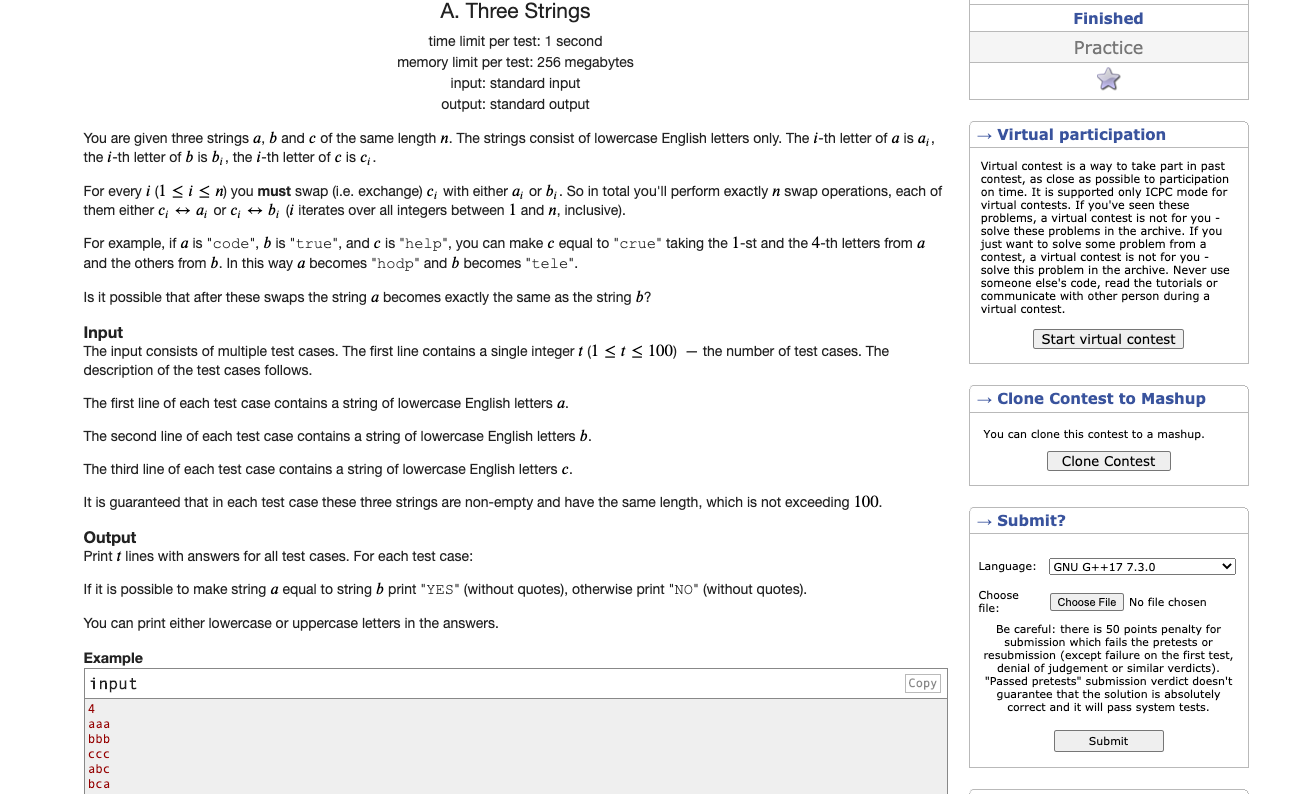 A. Three Strings
time limit per test: 1 second
memory limit per test: 256 megabytes
input: standard input
output: standard output
You are given three strings a, b and c of the same length n. The strings consist of lowercase English letters only. The i-th letter of a is aᵢ,
the i-th letter of b is bᵢ, the i-th letter of c is cᵢ.
For every i (1 ≤ i ≤ n) you must swap (i.e. exchange) cᵢ with either aᵢ or bᵢ. So in total you'll perform exactly n swap operations, each of
them either cᵢ ↔ aᵢ or cᵢ ↔ bᵢ (i iterates over all integers between 1 and n, inclusive).
For example, if a is "code", b is "true", and c is "help", you can make c equal to "crue" taking the 1-st and the 4-th letters from a
and the others from b. In this way a becomes "hodp" and b becomes "tele".
Is it possible that after these swaps the string a becomes exactly the same as the string b?
Input
The input consists of multiple test cases. The first line contains a single integer t (1 ≤ t ≤ 100) — the number of test cases. The
description of the test cases follows.
The first line of each test case contains a string of lowercase English letters a.
The second line of each test case contains a string of lowercase English letters b.
The third line of each test case contains a string of lowercase English letters c.
It is guaranteed that in each test case these three strings are non-empty and have the same length, which is not exceeding 100.
Output
Print t lines with answers for all test cases. For each test case:
If it is possible to make string a equal to string b print "YES" (without quotes), otherwise print "NO" (without quotes).
You can print either lowercase or uppercase letters in the answers.
Example
input
Copy
4
aaa
bbb
ccc
abc
bca
Finished
Practice
→ Virtual participation
Virtual contest is a way to take part in past
contest, as close as possible to participation
on time. It is supported only ICPC mode for
virtual contests. If you've seen these
problems, a virtual contest is not for you -
solve these problems in the archive. If you
just want to solve some problem from a
contest, a virtual contest is not for you -
solve this problem in the archive. Never use
someone else's code, read the tutorials or
communicate with other person during a
virtual contest.
Start virtual contest
→ Clone Contest to Mashup
You can clone this contest to a mashup.
Clone Contest
→ Submit?
Language: GNU G++17 7.3.0
Choose
file:
Choose File No file chosen
Be careful: there is 50 points penalty for
submission which fails the pretests or
resubmission (except failure on the first test,
denial of judgement or similar verdicts).
"Passed pretests" submission verdict doesn't
guarantee that the solution is absolutely
correct and it will pass system tests.
Submit